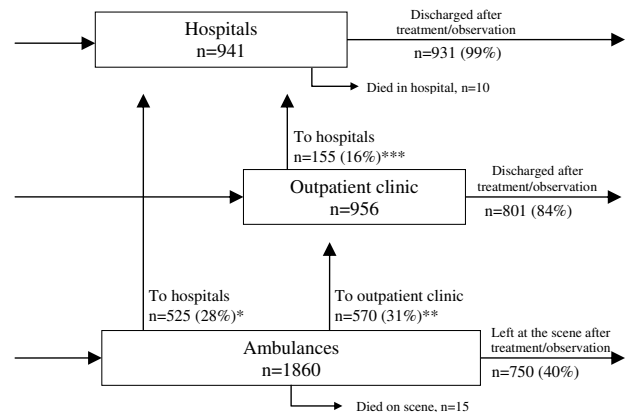 Hospitals
n=941
Discharged after
treatment/observation
n=931 (99%)
Died in hospital, n=10
To hospitals
n=155 (16%)***
Outpatient clinic
n=956
Discharged after
treatment/observation
n=801 (84%)
To hospitals
n=525 (28%)*
To outpatient clinic
n=570 (31%)**
Ambulances
n=1860
Left at the scene after
treatment/observation
n=750 (40%)
Died on scene, n=15